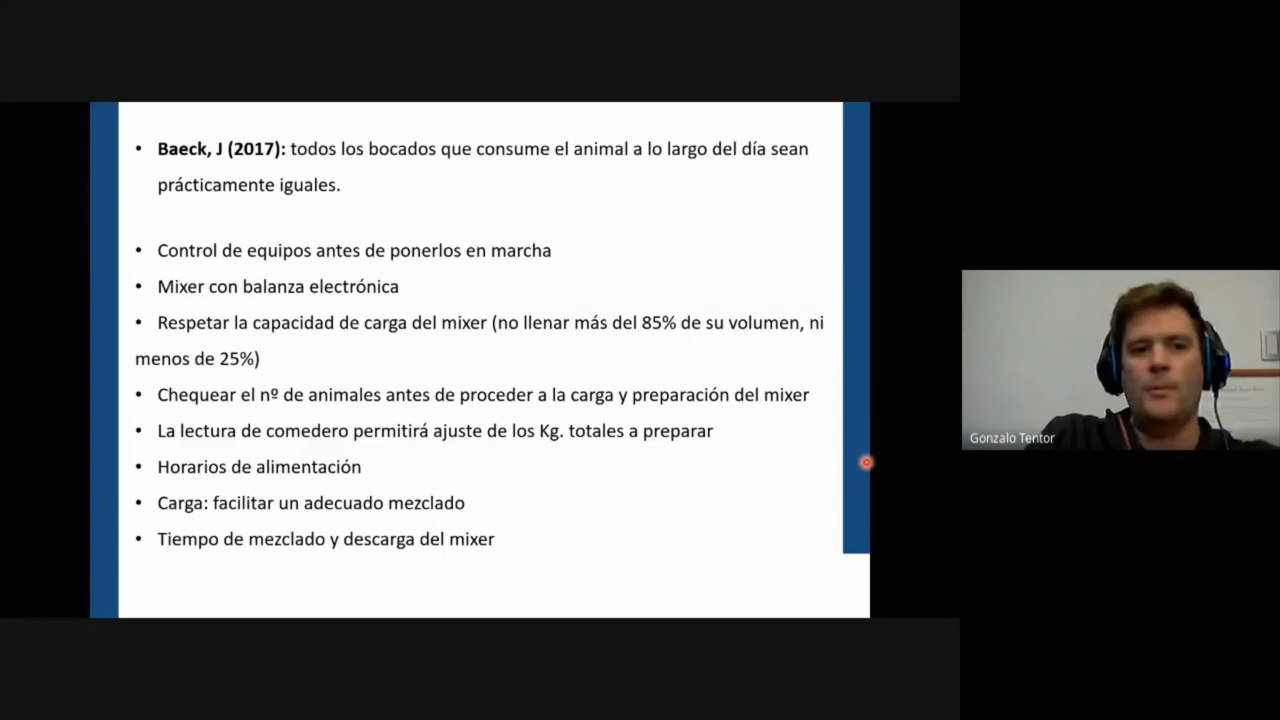 • Baeck, J (2017): todos los bocados que consume el animal a lo largo del día sean
prácticamente iguales.
• Control de equipos antes de ponerlos en marcha
• Mixer con balanza electrónica
• Respetar la capacidad de carga del mixer (no llenar más del 85% de su volumen, ni
menos de 25%)
• Chequear el nº de animales antes de proceder a la carga y preparación del mixer
• La lectura de comedero permitirá ajuste de los Kg. totales a preparar
• Horarios de alimentación
• Carga: facilitar un adecuado mezclado
• Tiempo de mezclado y descarga del mixer
Gonzalo Tentor